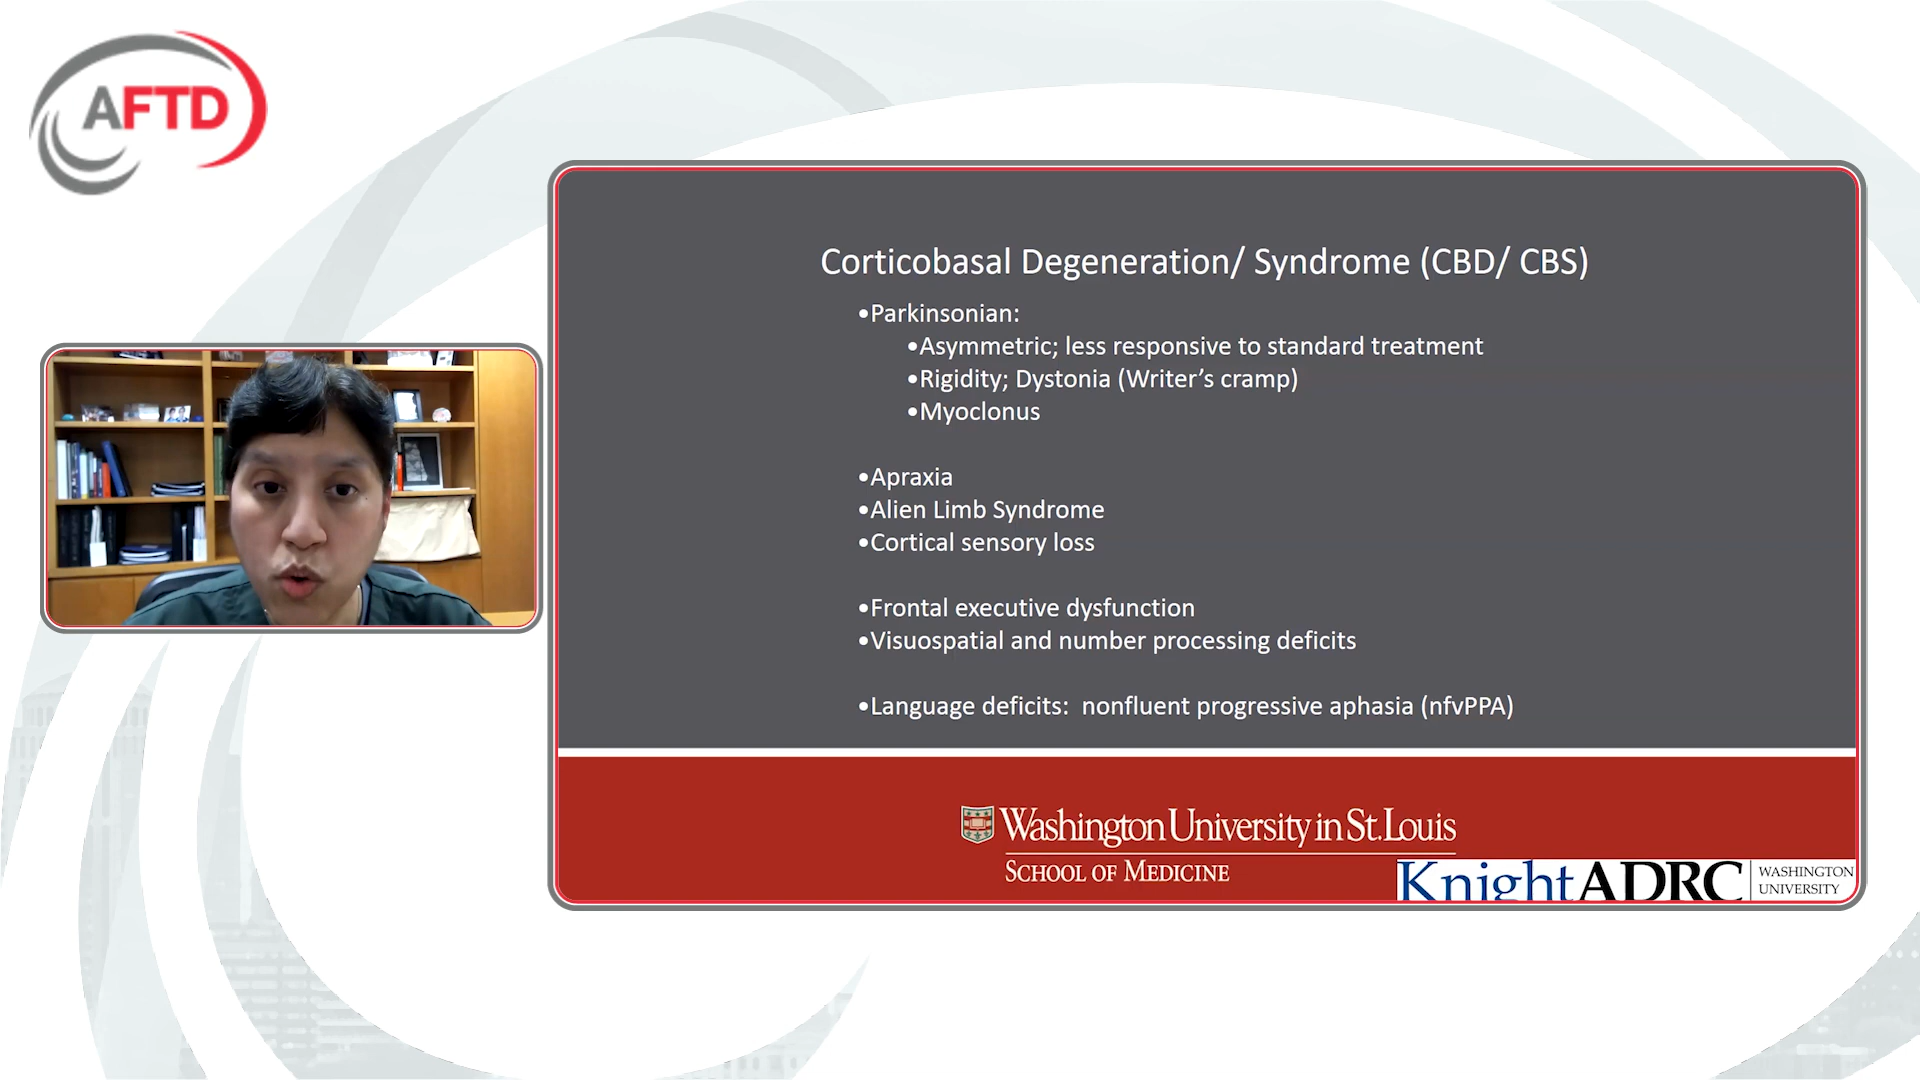 AFTD
Corticobasal Degeneration/ Syndrome (CBD/ CBS)
•Parkinsonian:
•Asymmetric; less responsive to standard treatment
•Rigidity; Dystonia (Writer’s cramp)
•Myoclonus
•Apraxia
•Alien Limb Syndrome
•Cortical sensory loss
•Frontal executive dysfunction
•Visuospatial and number processing deficits
•Language deficits:  nonfluent progressive aphasia (nfvPPA)
Washington University in St. Louis
SCHOOL OF MEDICINE
KnightADRC
WASHINGTON
UNIVERSITY